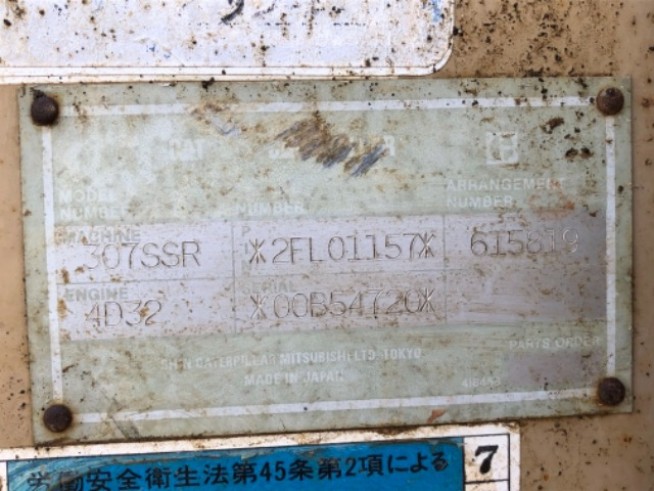 MODEL NUMBER
NUMBER
ARRANGEMENT NUMBER
MACHINE 307SSR *2FL01157* 615619
ENGINE 4D32 SERIAL *00B54720*
SHIN CATERPILLAR MITSUBISHI LTD. TOKYO
PARTS ORDER
MADE IN JAPAN
労働安全衛生法第45条第2項による
7